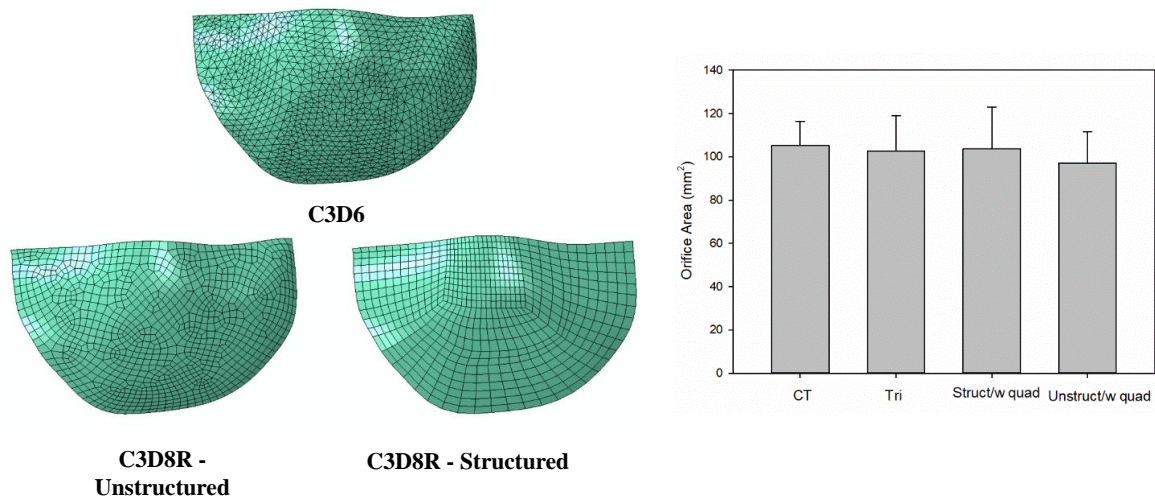 C3D6
C3D8R -
Unstructured
C3D8R - Structured
Orifice Area (mm²)
140
120
100
80
60
40
20
0
CT
Tri
Struct/w quad
Unstruct/w quad